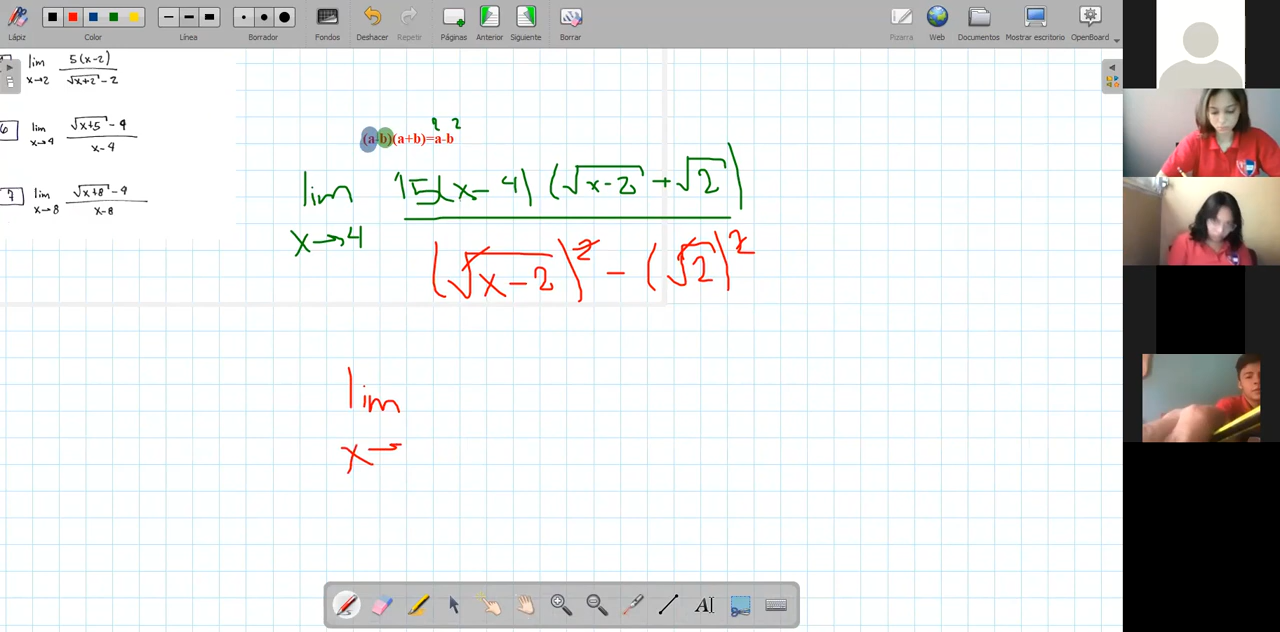 Lápiz Color Línea Borrador Fondos Deshacer Repetir Páginas Anterior Siguiente Borrar Pizarra Web Documentos Mostrar escritorio OpenBoard
lim x→2 5(x-2) / √x+2 - 2
6 lim x→4 √x+5 - 9 / x-4
7 lim x→8 √x+8 - 9 / x-8
(a-b)(a+b)=a²-b²
lim x→4 15(x-4)(√x-2 + √2)
(√x-2)² - (√2)²
lim
x→